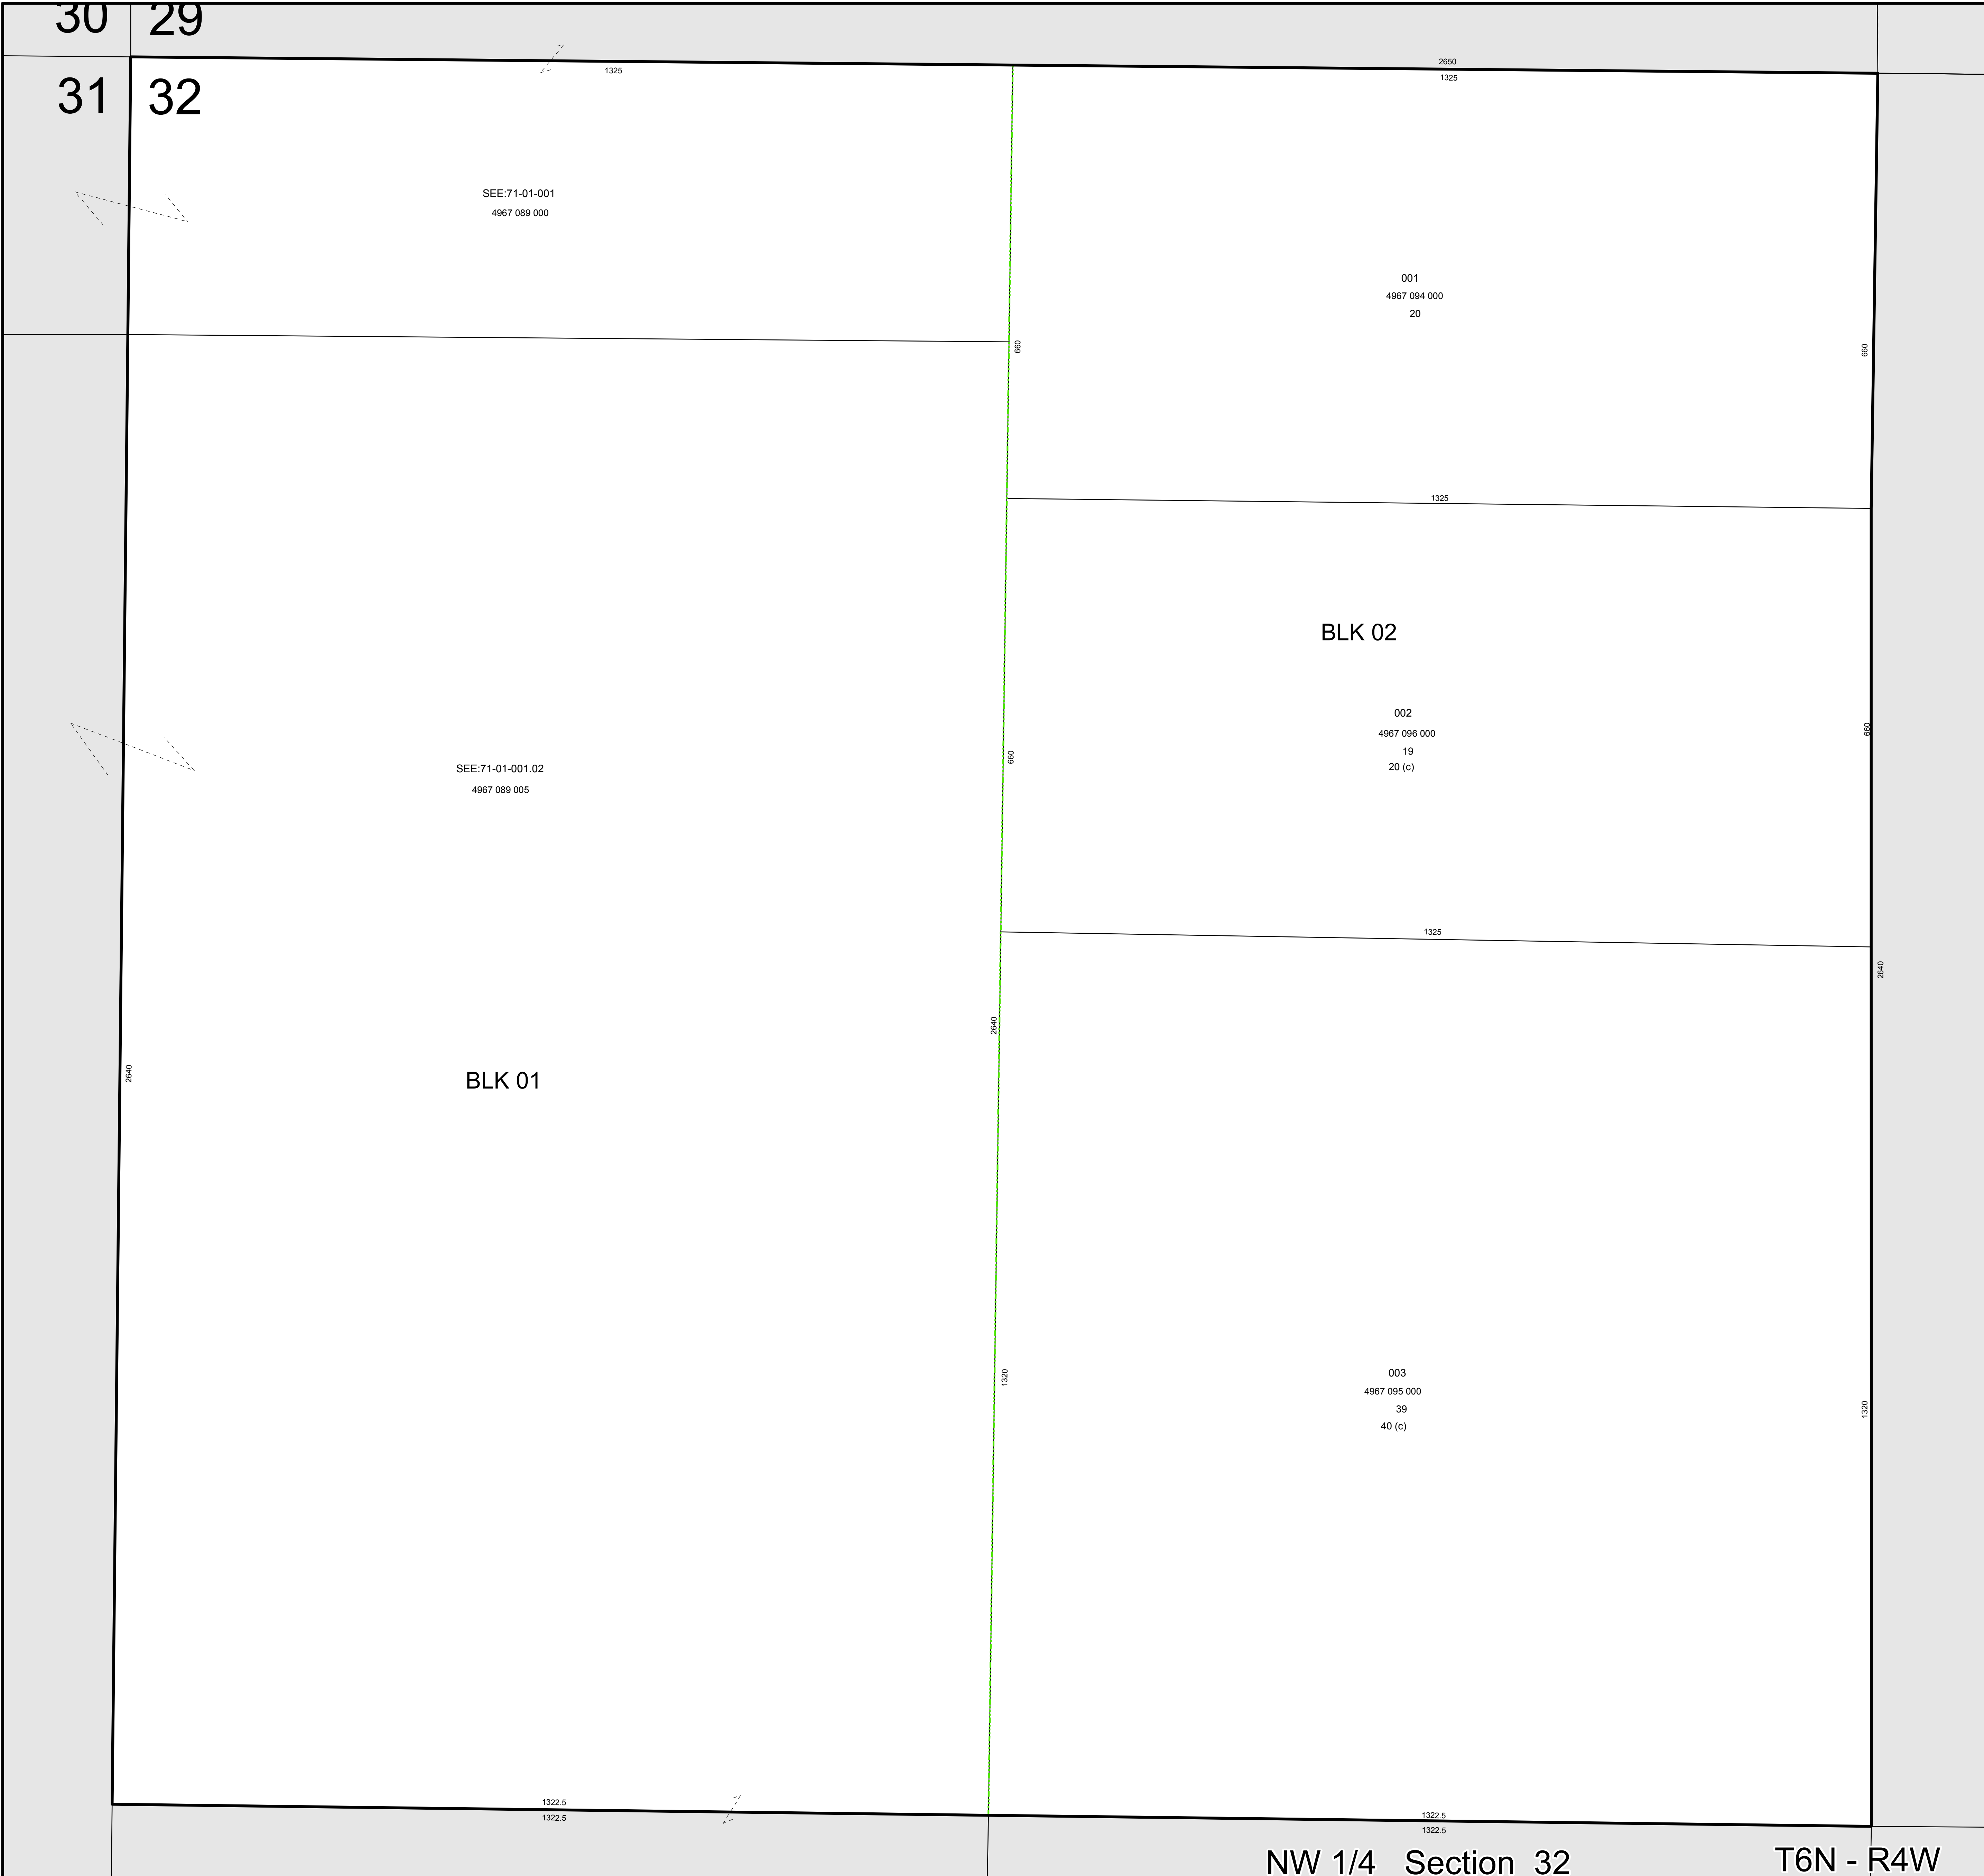 30 29
31 32
1325
2650
1325
SEE:71-01-001
4967 089 000
001
4967 094 000
20
660
660
1325
BLK 02
002
4967 096 000
19
20 (c)
660
660
SEE:71-01-001.02
4967 089 005
1325
2640
2640
2640
BLK 01
003
4967 095 000
39
40 (c)
1320
1320
1322.5
1322.5
1322.5
1322.5
NW 1/4 Section 32
T6N - R4W